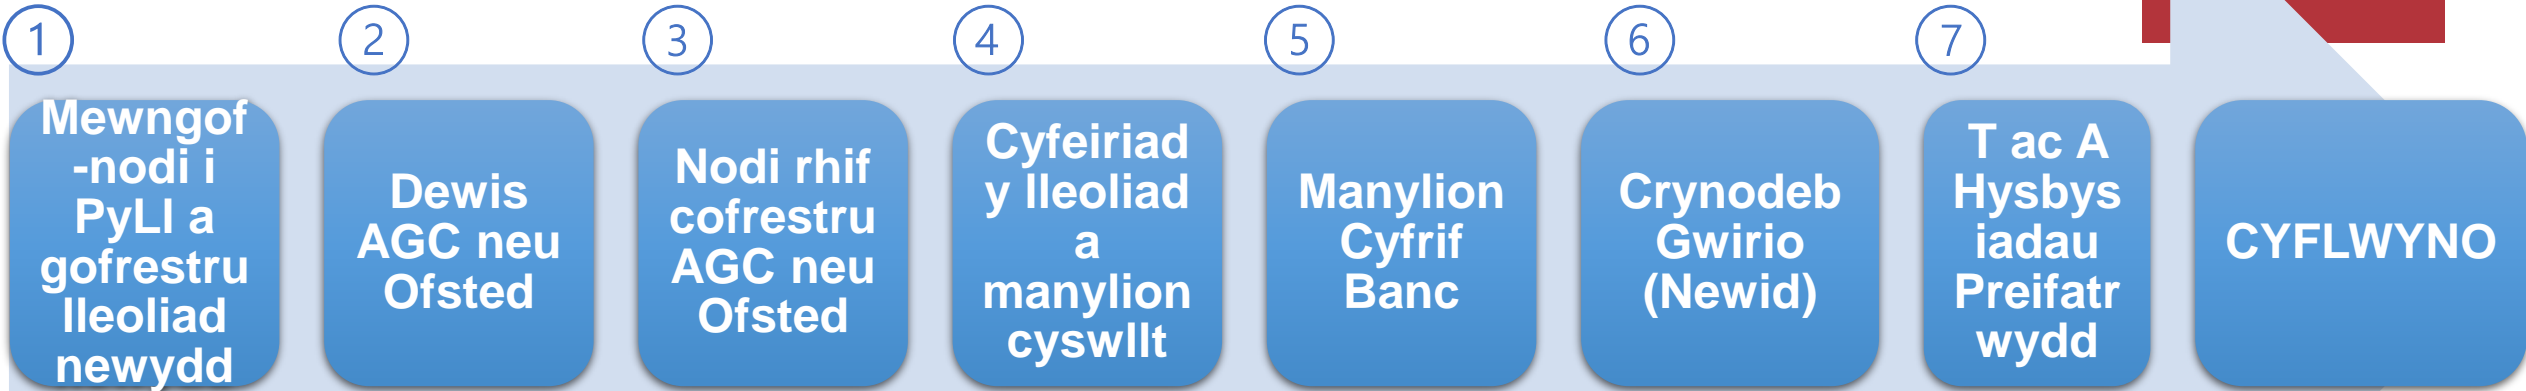 1
Mewngof
-nodi i
PyLl a
gofrestru
lleoliad
newydd
2
Dewis
AGC neu
Ofsted
3
Nodi rhif
cofrestru
AGC neu
Ofsted
4
Cyfeiriad
y lleoliad
a
manylion
cyswllt
5
Manylion
Cyfrif
Banc
6
Crynodeb
Gwirio
(Newid)
7
T ac A
Hysbys
iadau
Preifatr
wydd
CYFLWYNO